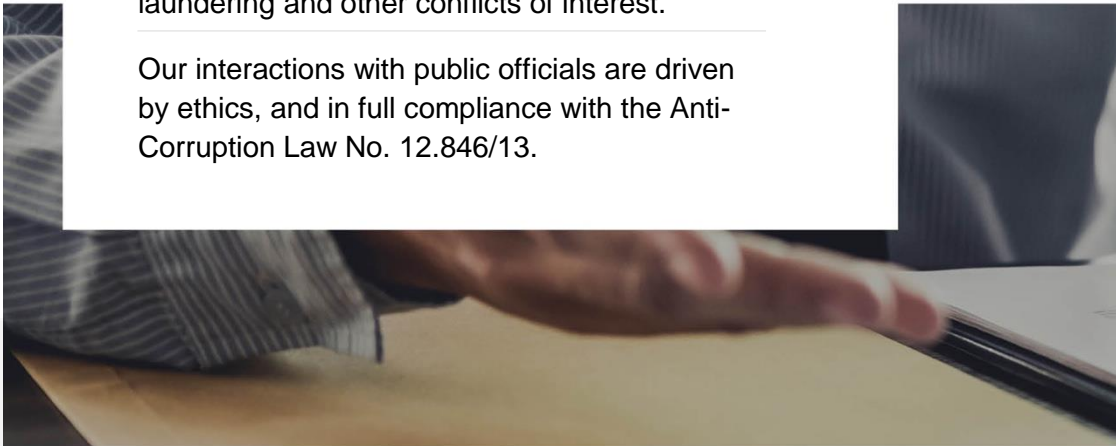 laundering and other conflicts of interest.
Our interactions with public officials are driven
by ethics, and in full compliance with the Anti-
Corruption Law No. 12.846/13.